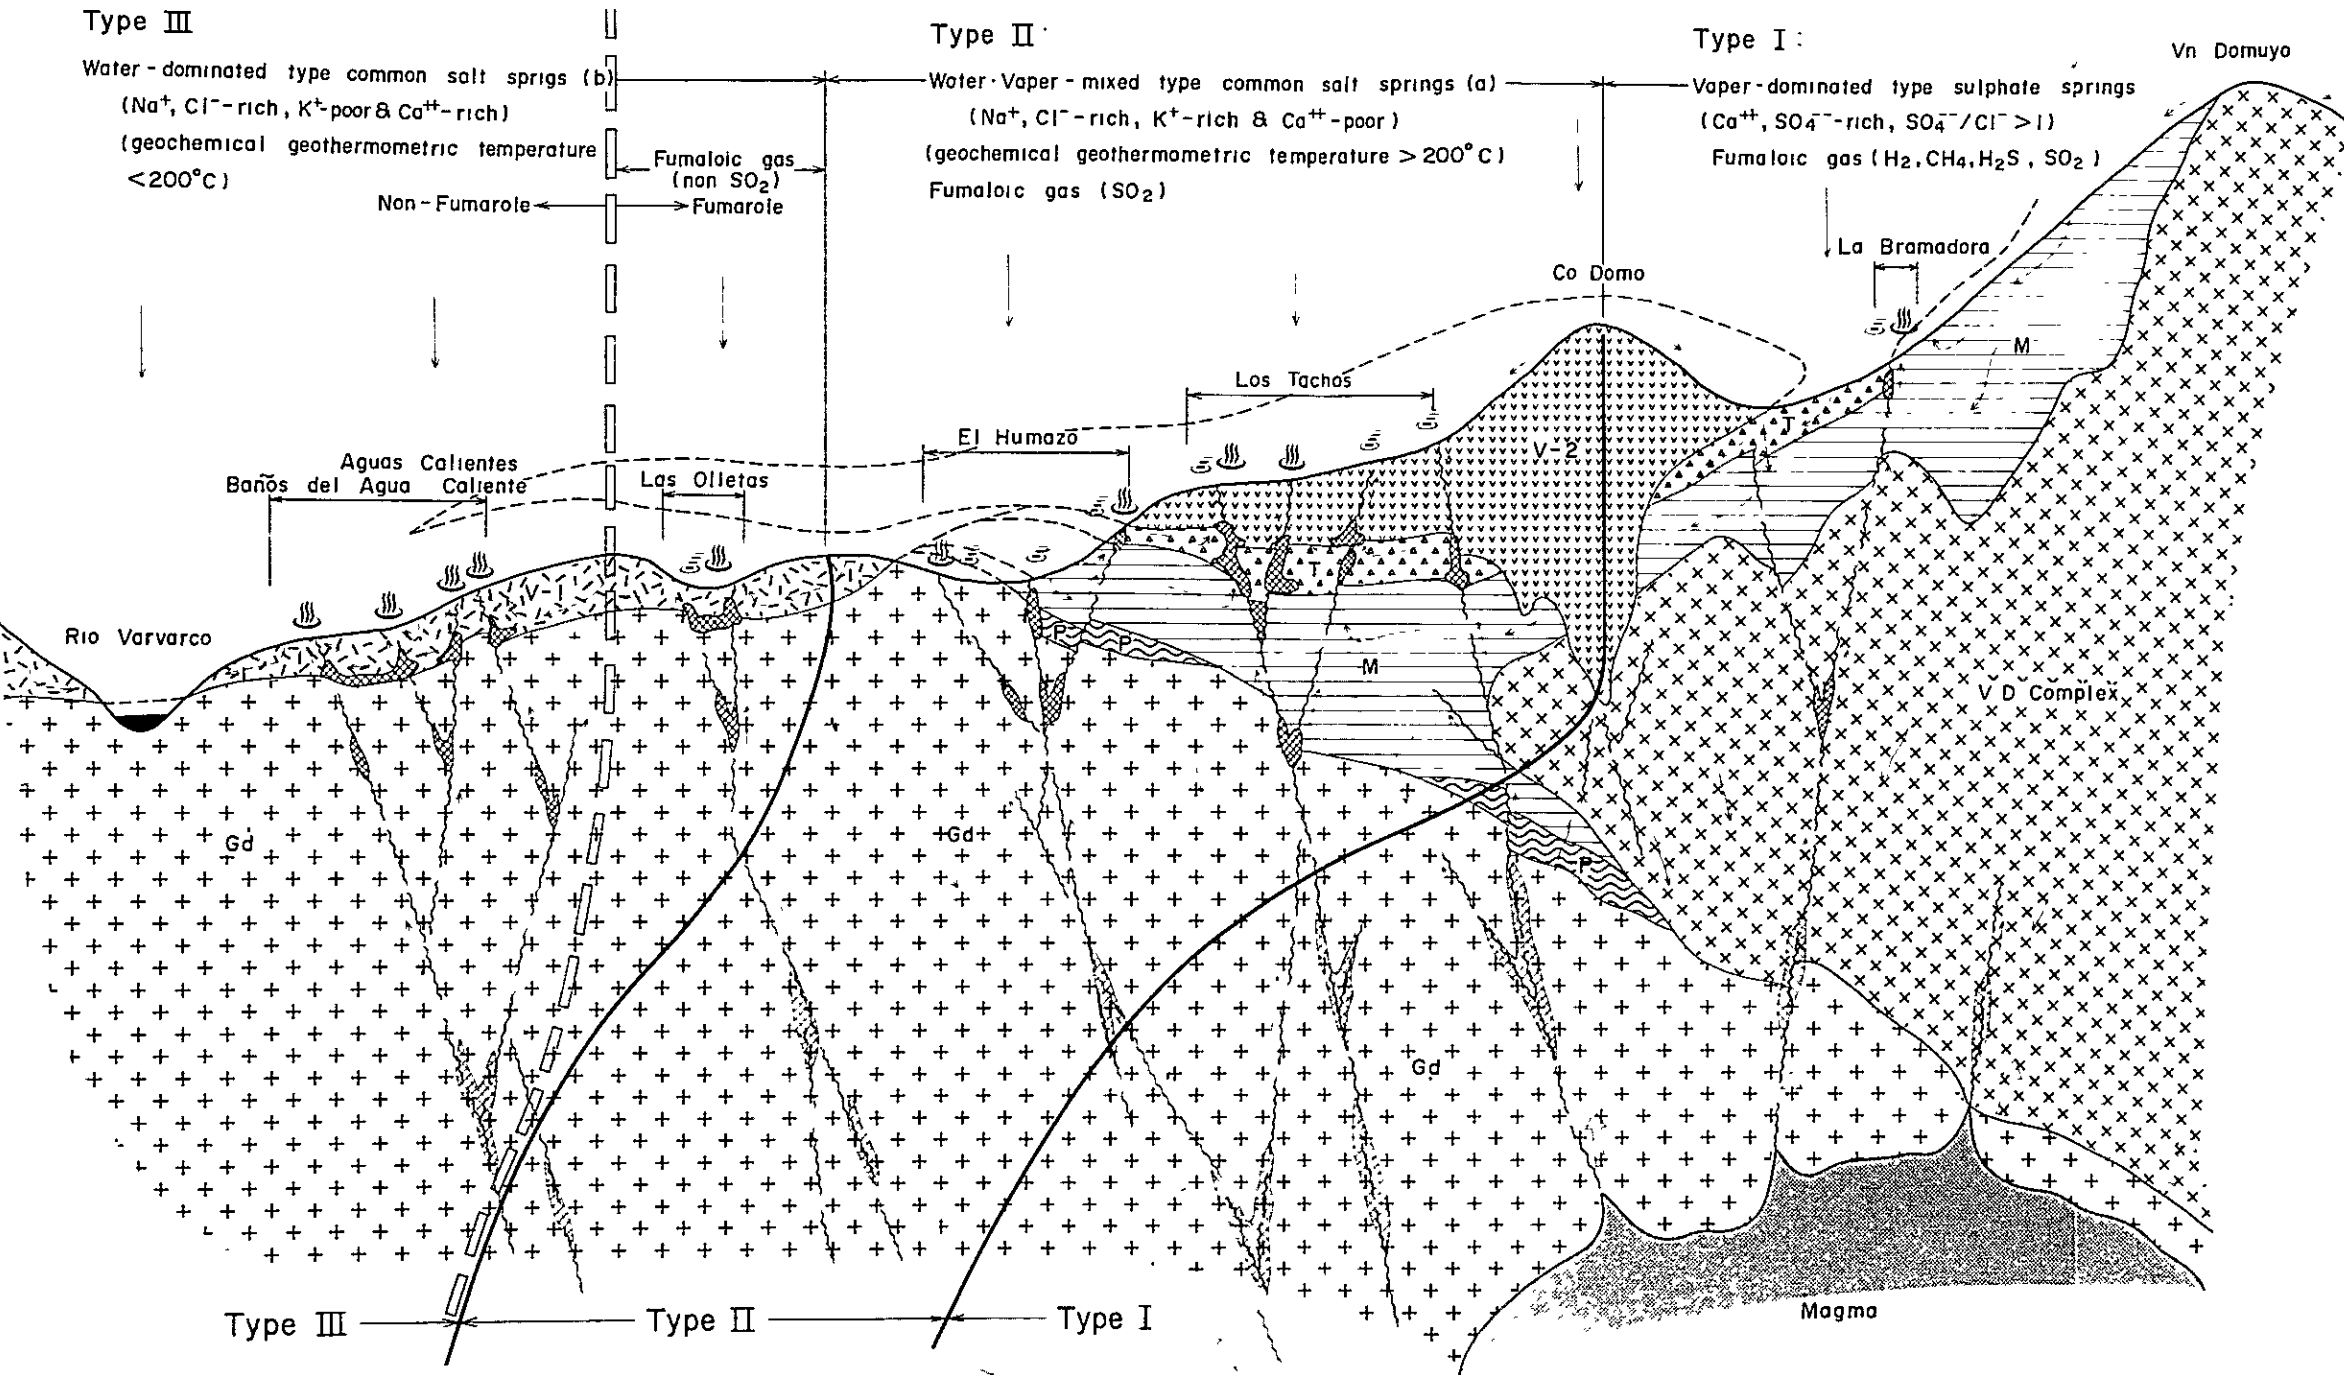 Type III
Water-dominated type common salt sprigs (b)
(Na⁺, Cl⁻-rich, K⁺-poor & Ca⁺⁺-rich)
(geochemical geothermometric temperature
<200°C)
Fumaloic gas
(non SO₂)
Non-Fumarole
Fumarole
Type II
Water·Vaper-mixed type common salt springs (a)
(Na⁺, Cl⁻-rich, K⁺-rich & Ca⁺⁺-poor)
(geochemical geothermometric temperature > 200°C)
Fumaloic gas (SO₂)
Type I:
Vaper-dominated type sulphate springs
(Ca⁺⁺, SO₄⁻⁻-rich, SO₄⁻⁻/Cl⁻ >1)
Fumaloic gas (H₂, CH₄, H₂S, SO₂)
Vn Domuyo
La Bramadora
Co Domo
Los Tachos
El Humazo
Aguas Calientes
Baños del Agua Caliente
Las Olletas
Rio Varvarco
V-1
V-2
T
T
M
M
P
P
P
V D Complex
Gd
Gd
Gd
Magma
Type III
Type II
Type I